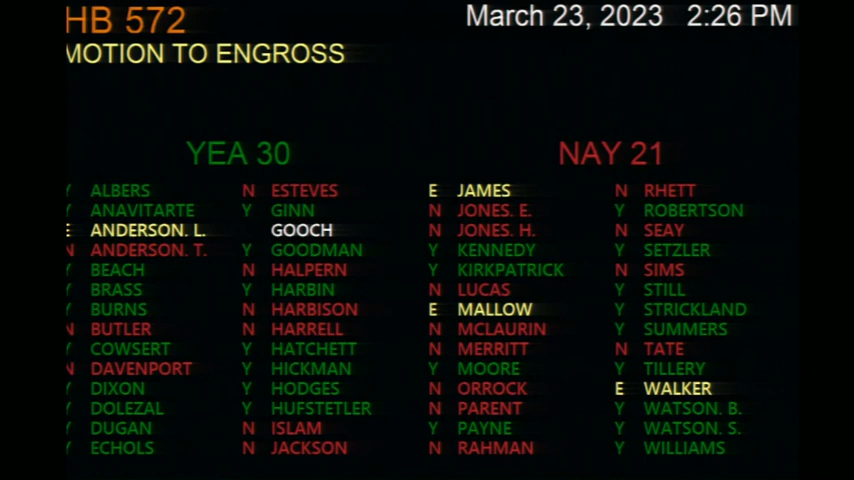 HB 572 March 23, 2023 2:26 PM
MOTION TO ENGROSS
YEA 30 NAY 21
Y ALBERS N ESTEVES E JAMES N RHETT
Y ANAVITARTE Y GINN N JONES. E. Y ROBERTSON
E ANDERSON. L. GOOCH N JONES. H. N SEAY
N ANDERSON. T. Y GOODMAN Y KENNEDY Y SETZLER
Y BEACH N HALPERN Y KIRKPATRICK N SIMS
Y BRASS Y HARBIN N LUCAS Y STILL
Y BURNS N HARBISON E MALLOW Y STRICKLAND
N BUTLER N HARRELL N MCLAURIN Y SUMMERS
Y COWSERT Y HATCHETT N MERRITT N TATE
N DAVENPORT Y HICKMAN Y MOORE Y TILLERY
Y DIXON Y HODGES N ORROCK E WALKER
Y DOLEZAL Y HUFSTETLER N PARENT Y WATSON. B.
Y DUGAN N ISLAM Y PAYNE Y WATSON. S.
Y ECHOLS N JACKSON N RAHMAN Y WILLIAMS